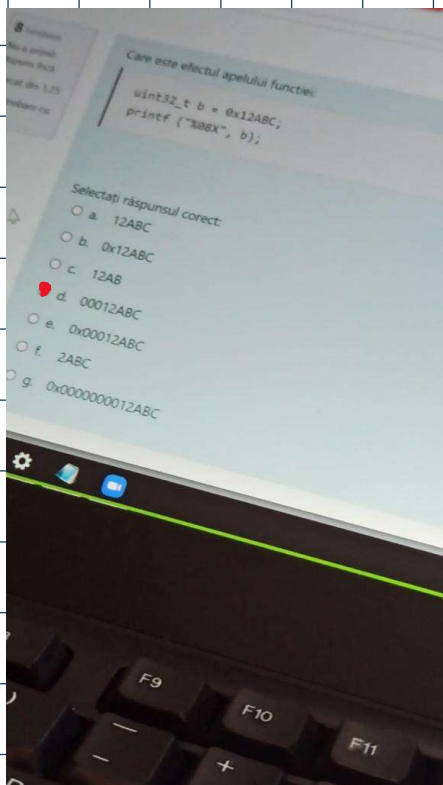 8
Care este efectul apelului funcției:
uint32_t b = 0x12ABC;
printf ("%08X", b);
Selectați răspunsul corect:
a. 12ABC
b. 0x12ABC
c. 12AB
d. 00012ABC
e. 0x00012ABC
f. 2ABC
g. 0x0000000012ABC
F9
F10
F11